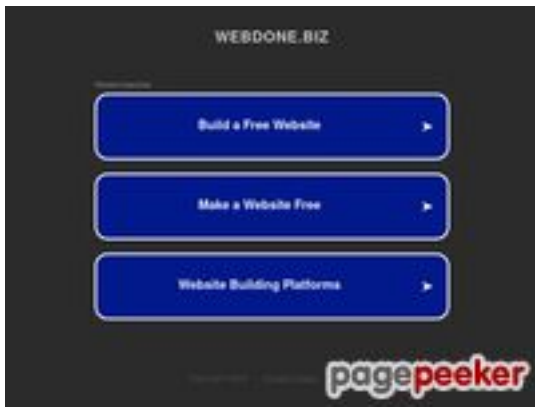 WEBDONE.BIZ
Build a Free Website
Make a Website Free
Website Building Platforms
pagepeeker